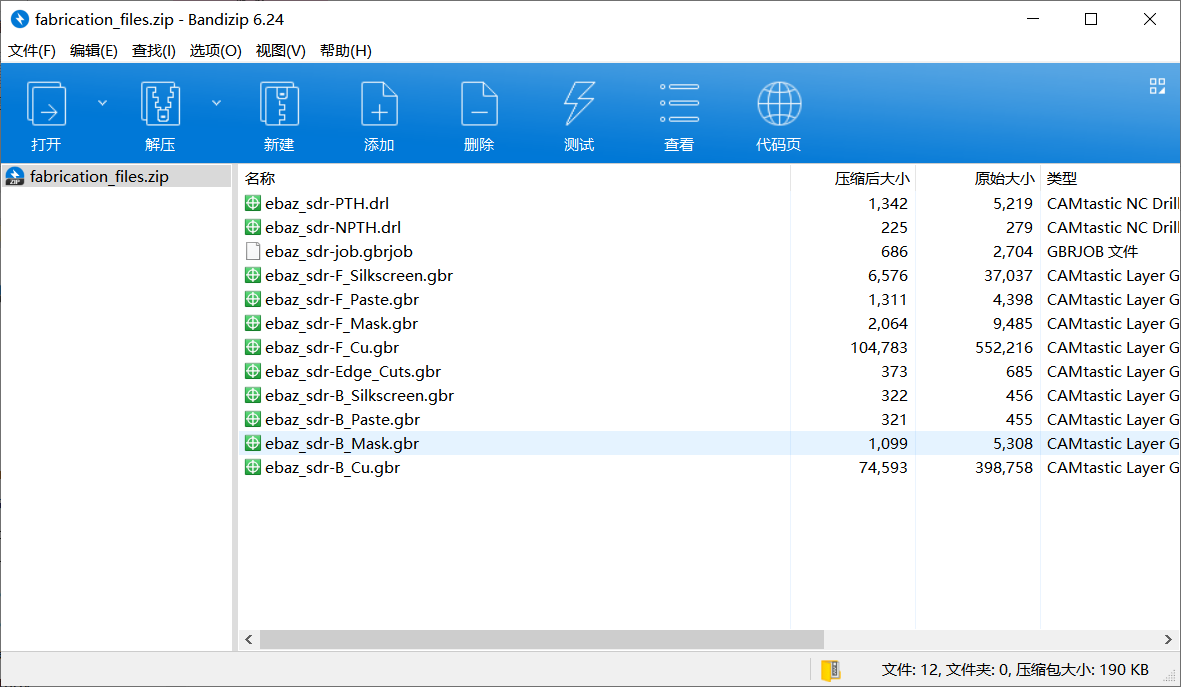 fabrication_files.zip - Bandizip 6.24
文件(F) 编辑(E) 查找(I) 选项(O) 视图(V) 帮助(H)
打开 解压 新建 添加 删除 测试 查看 代码页
fabrication_files.zip
名称 压缩后大小 原始大小 类型
ebaz_sdr-PTH.drl 1,342 5,219 CAMtastic NC Drill
ebaz_sdr-NPTH.drl 225 279 CAMtastic NC Drill
ebaz_sdr-job.gbrjob 686 2,704 GBRJOB 文件
ebaz_sdr-F_Silkscreen.gbr 6,576 37,037 CAMtastic Layer G
ebaz_sdr-F_Paste.gbr 1,311 4,398 CAMtastic Layer G
ebaz_sdr-F_Mask.gbr 2,064 9,485 CAMtastic Layer G
ebaz_sdr-F_Cu.gbr 104,783 552,216 CAMtastic Layer G
ebaz_sdr-Edge_Cuts.gbr 373 685 CAMtastic Layer G
ebaz_sdr-B_Silkscreen.gbr 322 456 CAMtastic Layer G
ebaz_sdr-B_Paste.gbr 321 455 CAMtastic Layer G
ebaz_sdr-B_Mask.gbr 1,099 5,308 CAMtastic Layer G
ebaz_sdr-B_Cu.gbr 74,593 398,758 CAMtastic Layer G
文件: 12, 文件夹: 0, 压缩包大小: 190 KB